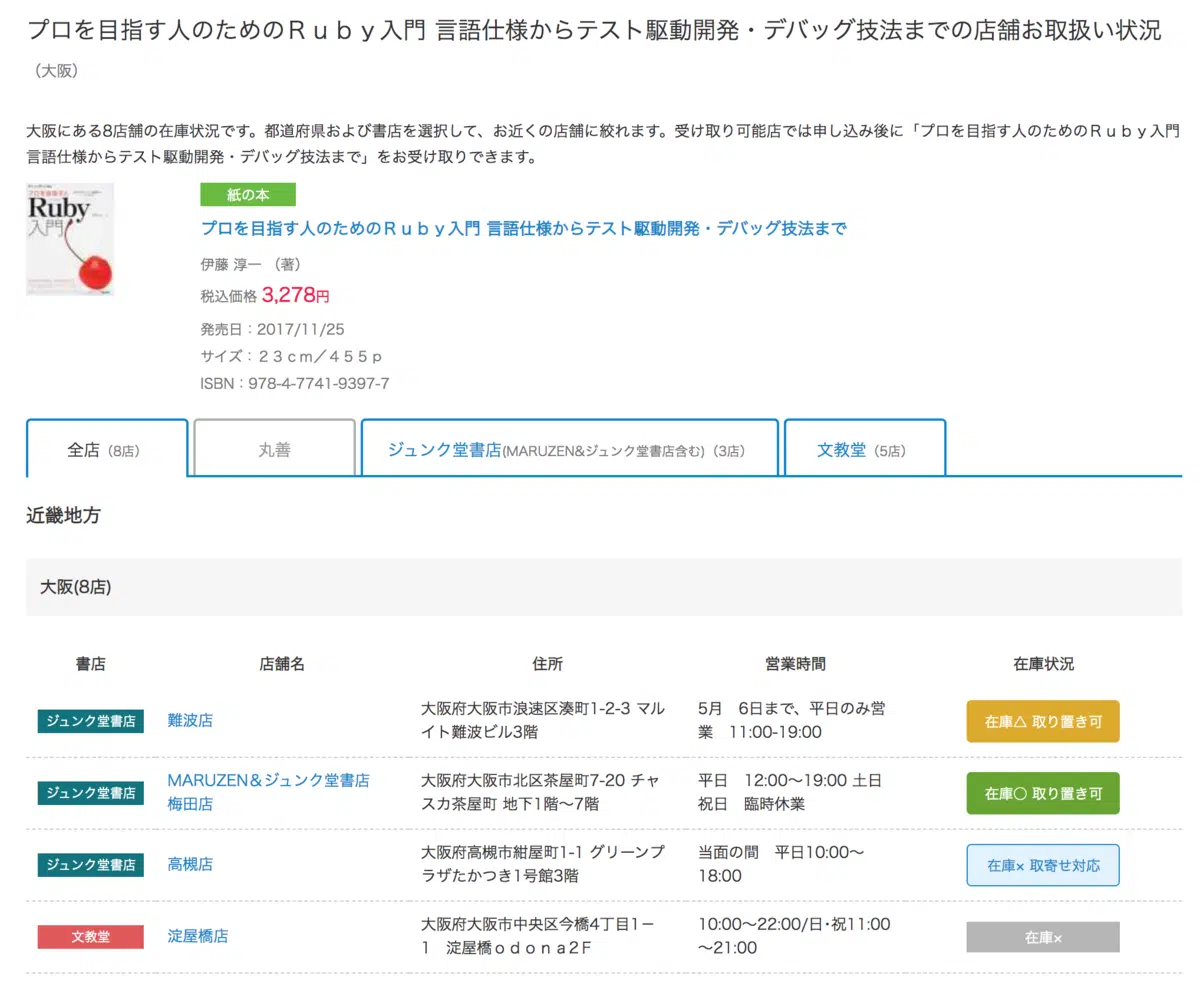 プロを目指す人のためのＲｕｂｙ入門 言語仕様からテスト駆動開発・デバッグ技法までの店舗お取扱い状況
（大阪）
大阪にある8店舗の在庫状況です。都道府県および書店を選択して、お近くの店舗に絞れます。受け取り可能店では申し込み後に「プロを目指す人のためのＲｕｂｙ入門
言語仕様からテスト駆動開発・デバッグ技法まで」をお受け取りできます。
Ruby
入門
紙の本
プロを目指す人のためのＲｕｂｙ入門 言語仕様からテスト駆動開発・デバッグ技法まで
伊藤 淳一 （著）
税込価格 3,278円
発売日：2017/11/25
サイズ：２３ｃｍ／４５５ｐ
ISBN：978-4-7741-9397-7
全店（8店）
丸善
ジュンク堂書店(MARUZEN&ジュンク堂書店含む)（3店）
文教堂（5店）
近畿地方
大阪(8店)
書店 店舗名 住所 営業時間 在庫状況
ジュンク堂書店
難波店
大阪府大阪市浪速区湊町1-2-3 マル
イト難波ビル3階
5月　6日まで、平日のみ営
業　11:00-19:00
在庫△ 取り置き可
ジュンク堂書店
MARUZEN＆ジュンク堂書店
梅田店
大阪府大阪市北区茶屋町7-20 チャ
スカ茶屋町 地下1階～7階
平日　12:00～19:00 土日
祝日　臨時休業
在庫〇 取り置き可
ジュンク堂書店
高槻店
大阪府高槻市紺屋町1-1 グリーンプ
ラザたかつき1号館3階
当面の間　平日10:00～
18:00
在庫× 取寄せ対応
文教堂
淀屋橋店
大阪府大阪市中央区今橋4丁目1－
1　淀屋橋ｏｄｏｎａ2Ｆ
10:00～22:00/日･祝11:00
～21:00
在庫×